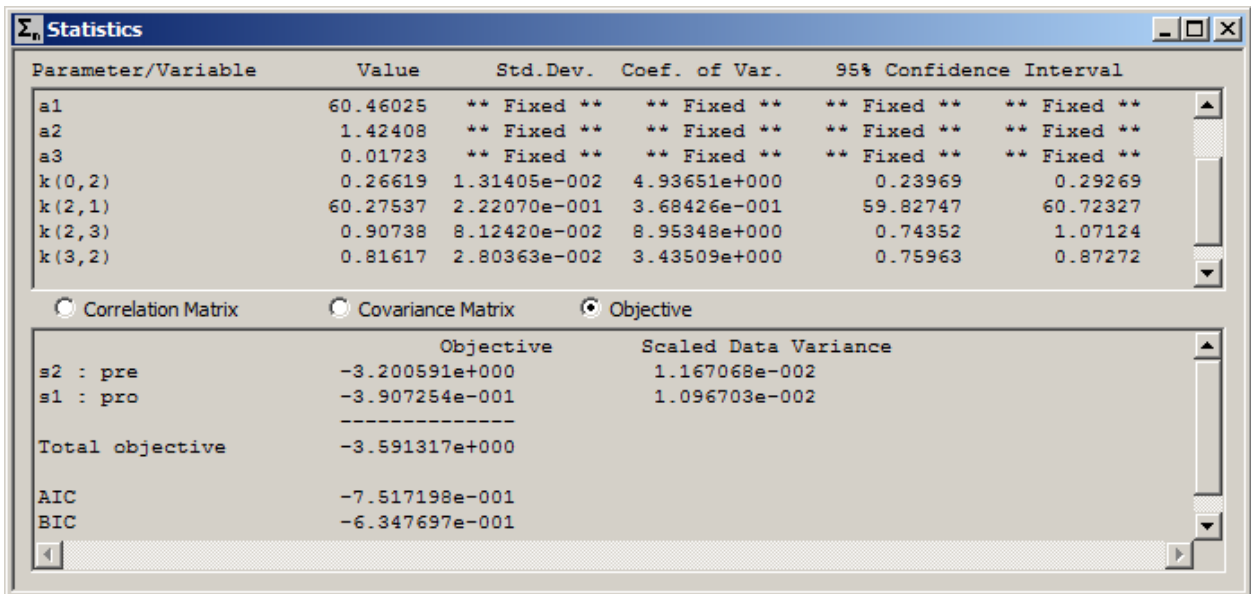 Σn Statistics
Parameter/Variable Value Std.Dev. Coef. of Var. 95% Confidence Interval
a1 60.46025 ** Fixed ** ** Fixed ** ** Fixed ** ** Fixed **
a2 1.42408 ** Fixed ** ** Fixed ** ** Fixed ** ** Fixed **
a3 0.01723 ** Fixed ** ** Fixed ** ** Fixed ** ** Fixed **
k(0,2) 0.26619 1.31405e-002 4.93651e+000 0.23969 0.29269
k(2,1) 60.27537 2.22070e-001 3.68426e-001 59.82747 60.72327
k(2,3) 0.90738 8.12420e-002 8.95348e+000 0.74352 1.07124
k(3,2) 0.81617 2.80363e-002 3.43509e+000 0.75963 0.87272
Correlation Matrix Covariance Matrix Objective
Objective Scaled Data Variance
s2 : pre -3.200591e+000 1.167068e-002
s1 : pro -3.907254e-001 1.096703e-002
--------------
Total objective -3.591317e+000
AIC -7.517198e-001
BIC -6.347697e-001